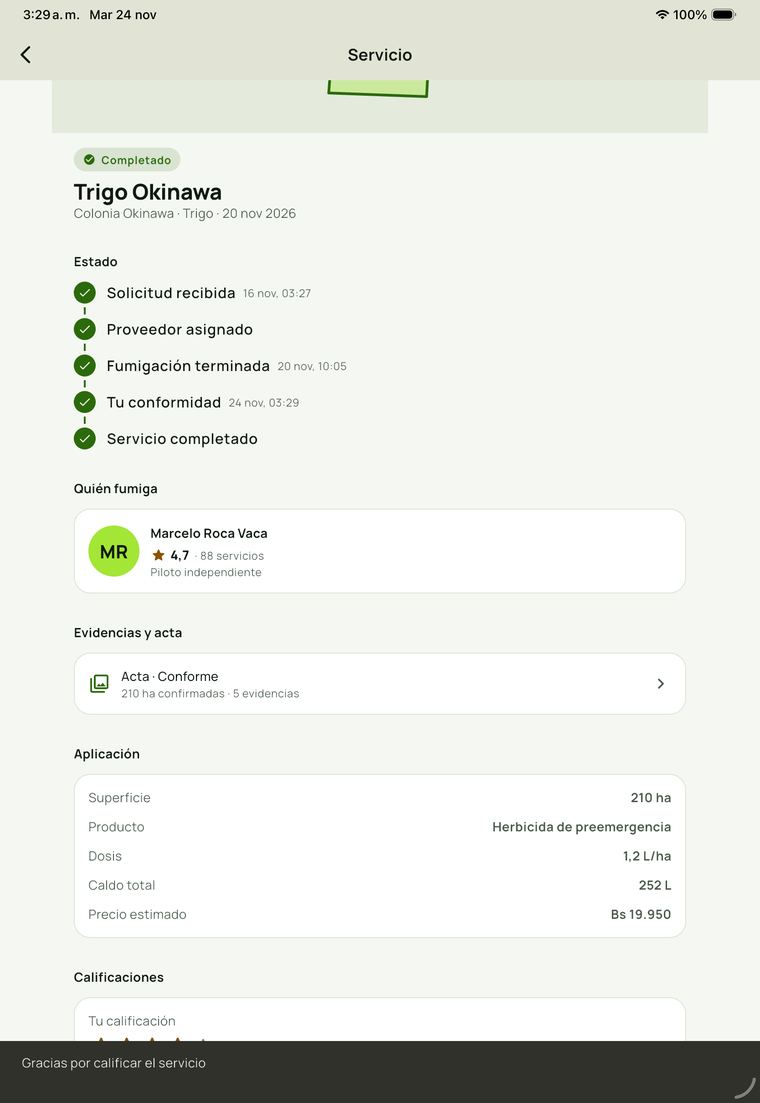 3:29 a. m. Mar 24 nov
100%
Servicio
Completado
Trigo Okinawa
Colonia Okinawa · Trigo · 20 nov 2026
Estado
Solicitud recibida 16 nov, 03:27
Proveedor asignado
Fumigación terminada 20 nov, 10:05
Tu conformidad 24 nov, 03:29
Servicio completado
Quién fumiga
MR
Marcelo Roca Vaca
4,7 · 88 servicios
Piloto independiente
Evidencias y acta
Acta · Conforme
210 ha confirmadas · 5 evidencias
Aplicación
Superficie 210 ha
Producto Herbicida de preemergencia
Dosis 1,2 L/ha
Caldo total 252 L
Precio estimado Bs 19.950
Calificaciones
Tu calificación
Gracias por calificar el servicio